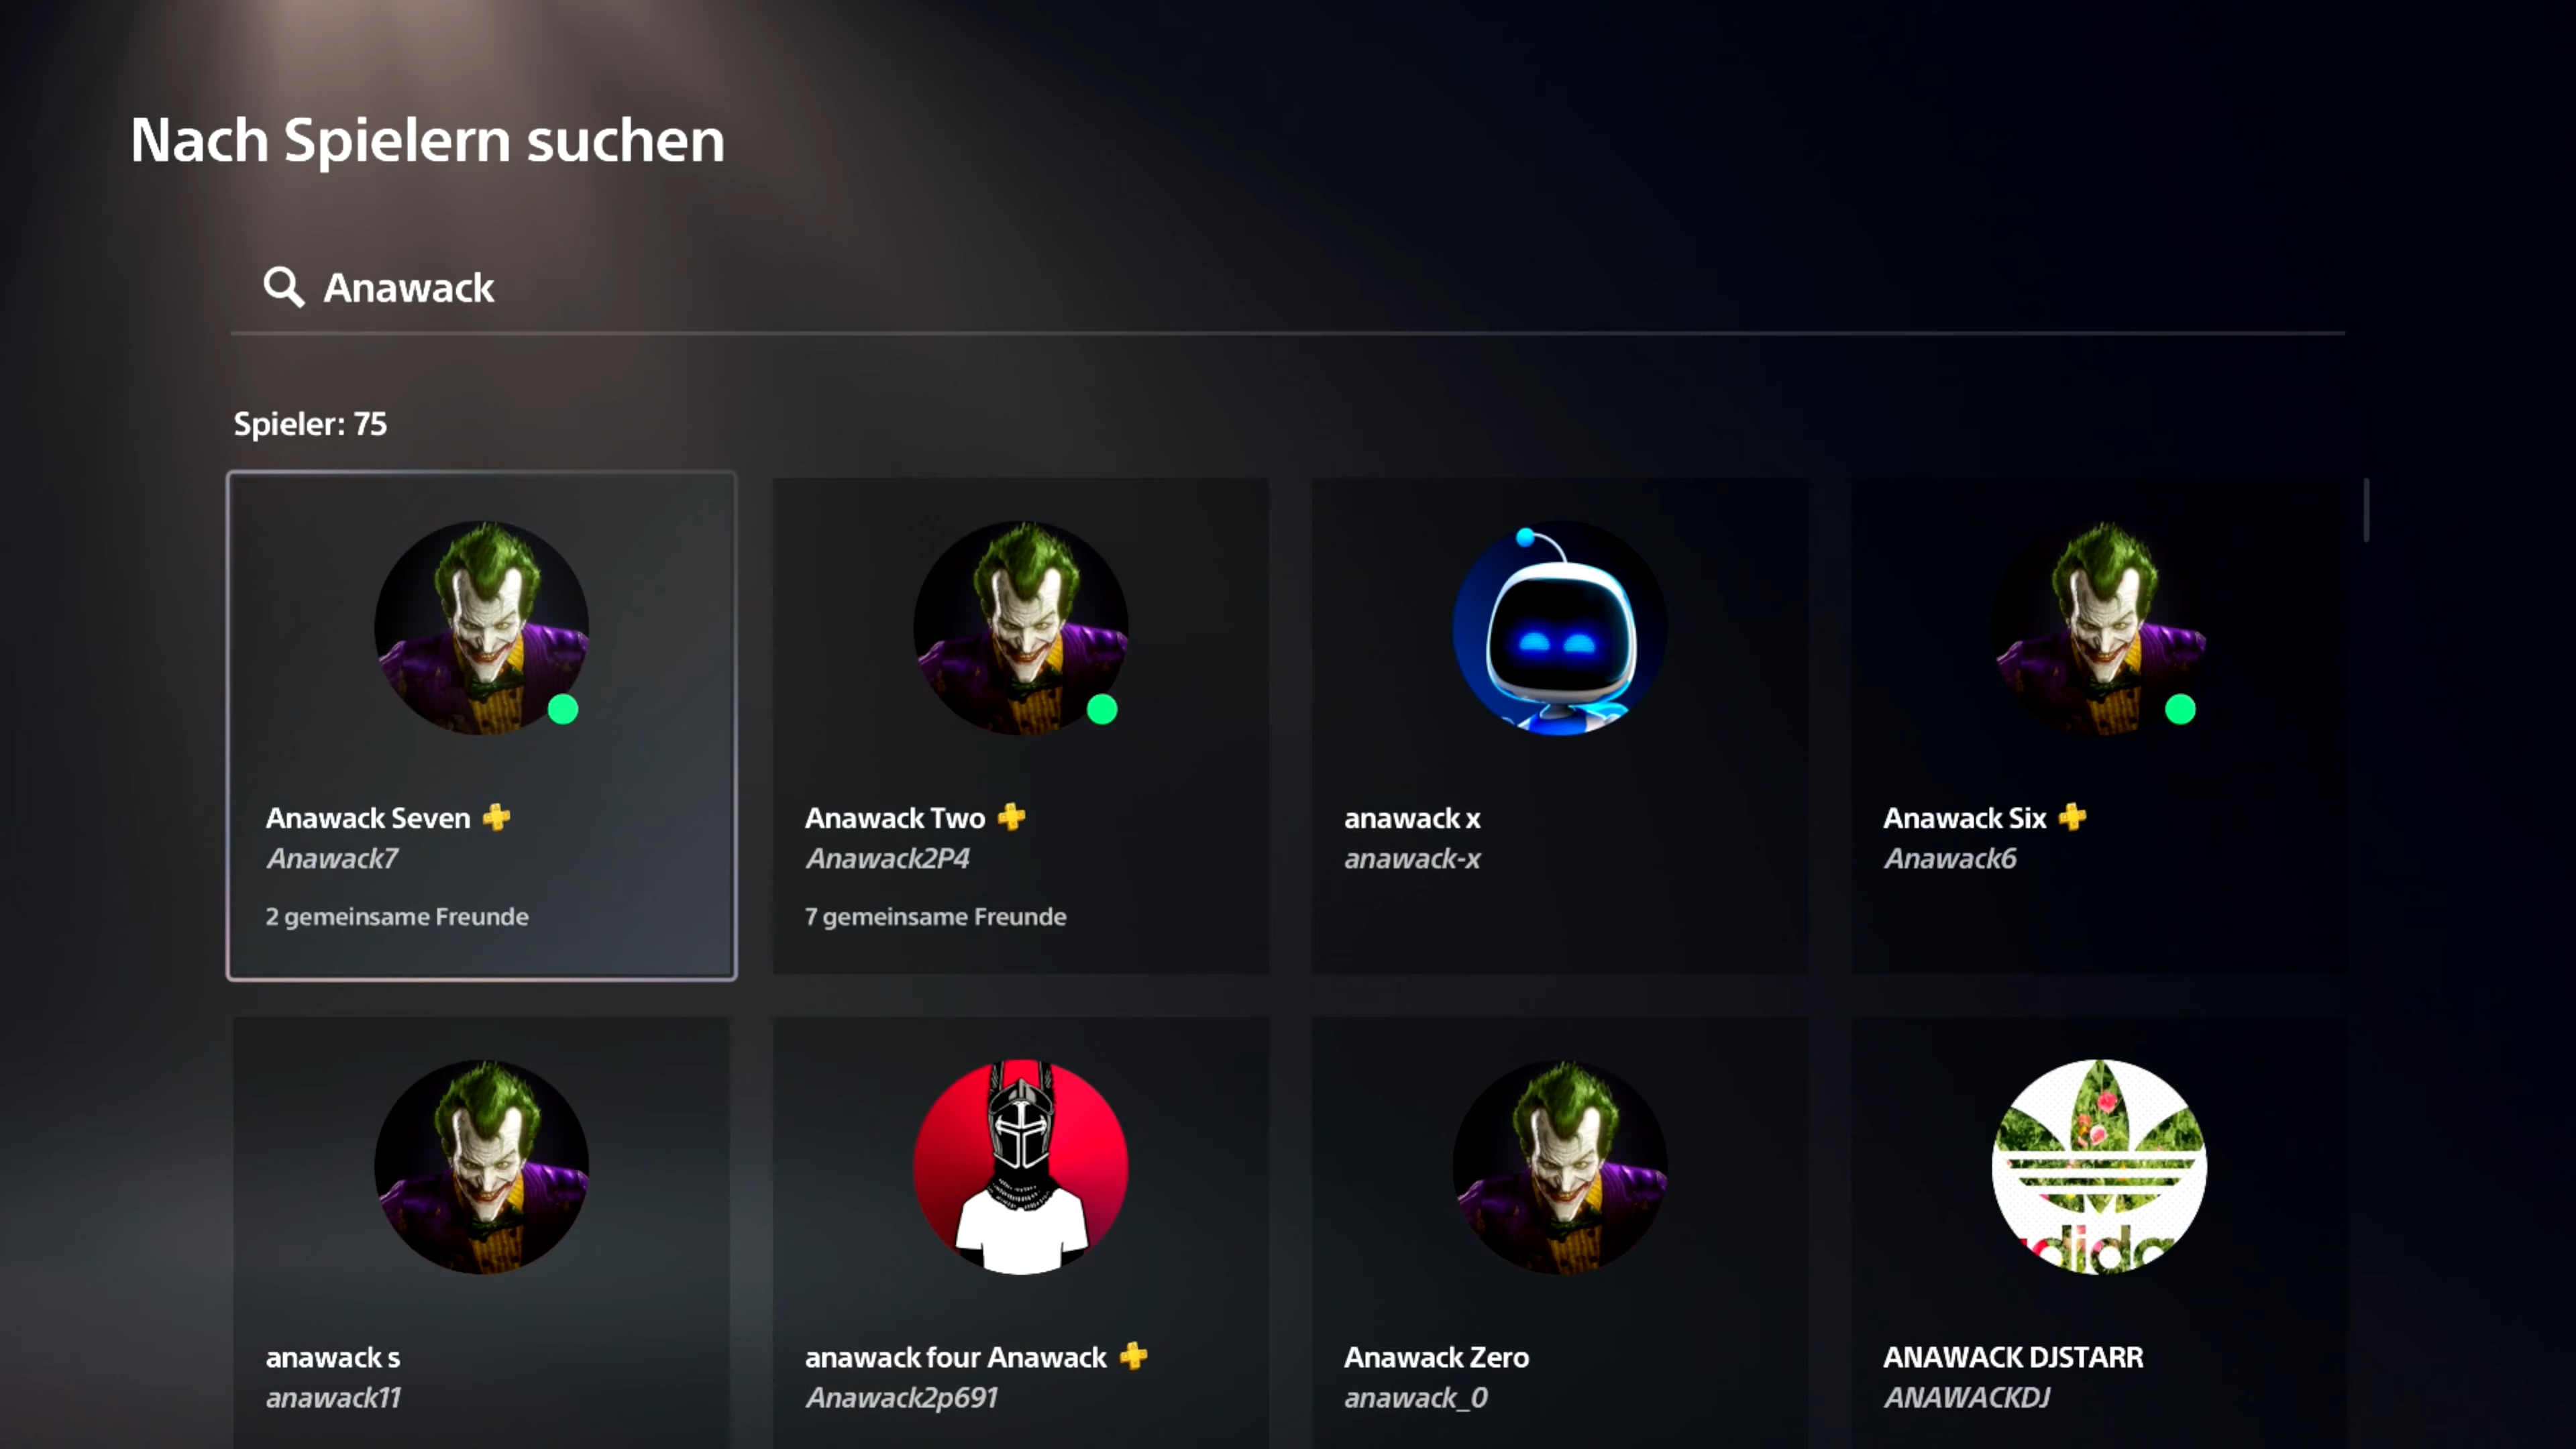 Nach Spielern suchen
Anawack
Spieler: 75
Anawack Seven
Anawack7
2 gemeinsame Freunde
Anawack Two
Anawack2P4
7 gemeinsame Freunde
anawack x
anawack-x
Anawack Six
Anawack6
anawack s
anawack11
anawack four Anawack
Anawack2p691
Anawack Zero
anawack_0
adida
ANAWACK DJSTARR
ANAWACKDJ